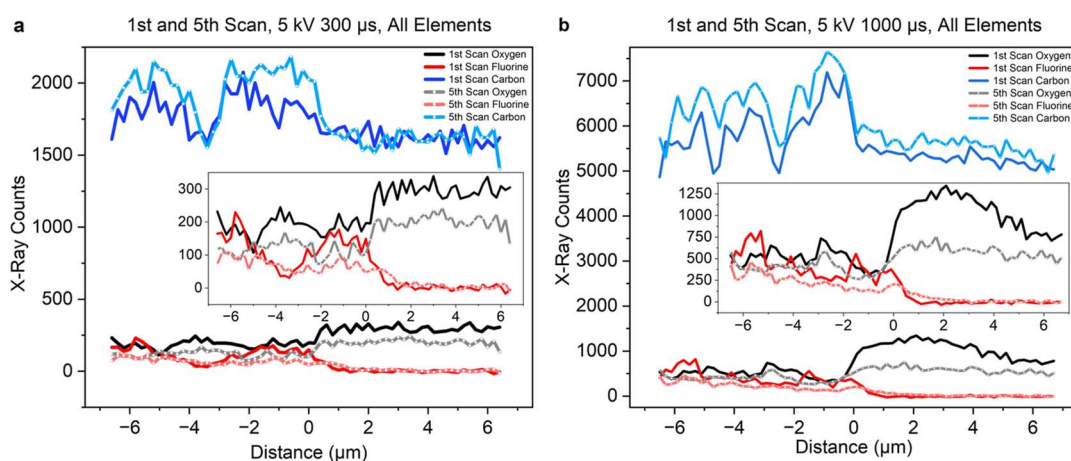 a
1st and 5th Scan, 5 kV 300 µs, All Elements
1st Scan Oxygen
1st Scan Fluorine
1st Scan Carbon
5th Scan Oxygen
5th Scan Fluorine
5th Scan Carbon
X-Ray Counts
2000
1500
1000
500
0
300
200
100
0
−6 −4 −2 0 2 4 6
−6 −4 −2 0 2 4 6
Distance (µm)
b
1st and 5th Scan, 5 kV 1000 µs, All Elements
1st Scan Oxygen
1st Scan Fluorine
1st Scan Carbon
5th Scan Oxygen
5th Scan Fluorine
5th Scan Carbon
X-Ray Counts
7000
6000
5000
4000
3000
2000
1000
0
1250
1000
750
500
250
0
−6 −4 −2 0 2 4 6
−6 −4 −2 0 2 4 6
Distance (µm)